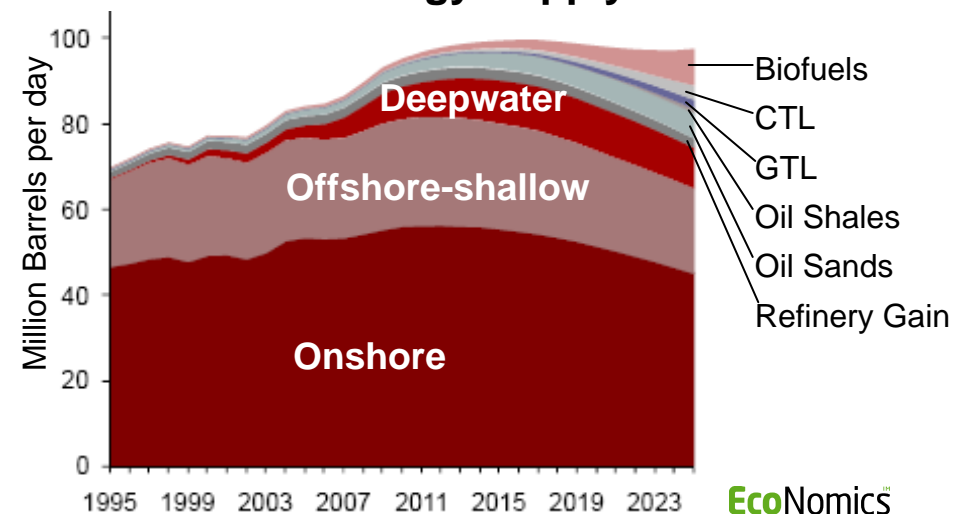 100
80
60
40
20
0
Million Barrels per day
Deepwater
Offshore-shallow
Onshore
Biofuels
CTL
GTL
Oil Shales
Oil Sands
Refinery Gain
1995 1999 2003 2007 2011 2015 2019 2023
EcoNomics